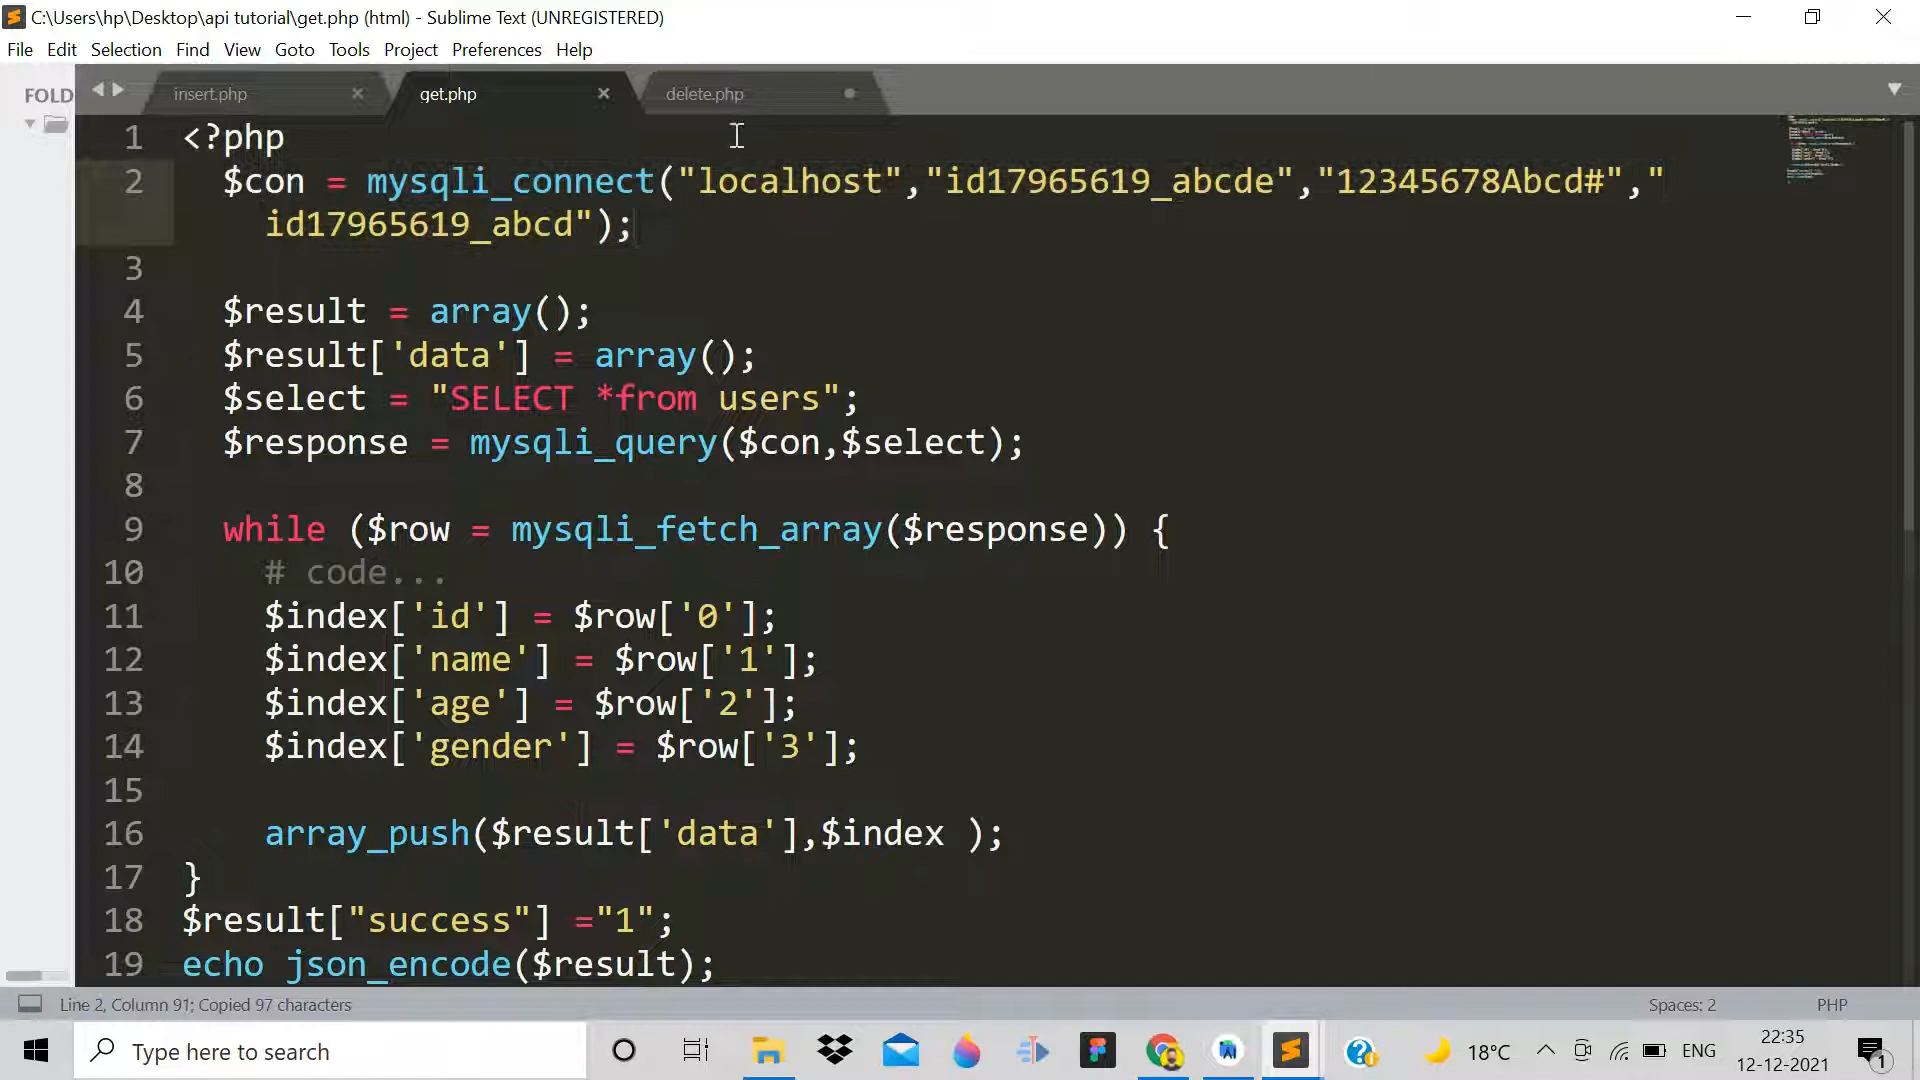 C:\Users\hp\Desktop\api tutorial\get.php (html) - Sublime Text (UNREGISTERED)
File Edit Selection Find View Goto Tools Project Preferences Help
FOLD
insert.php
get.php
delete.php
1 <?php
2 $con = mysqli_connect("localhost","id17965619_abcde","12345678Abcd#","
id17965619_abcd");
3
4 $result = array();
5 $result['data'] = array();
6 $select = "SELECT *from users";
7 $response = mysqli_query($con,$select);
8
9 while ($row = mysqli_fetch_array($response)) {
10 # code...
11 $index['id'] = $row['0'];
12 $index['name'] = $row['1'];
13 $index['age'] = $row['2'];
14 $index['gender'] = $row['3'];
15
16 array_push($result['data'],$index );
17 }
18 $result["success"] ="1";
19 echo json_encode($result);
Line 2, Column 91; Copied 97 characters
Spaces: 2
PHP
Type here to search
18°C
ENG
22:35
12-12-2021
1